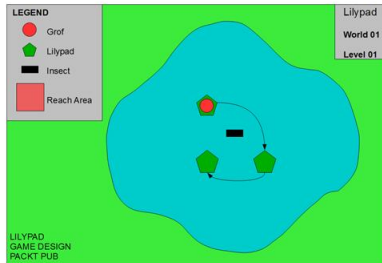 LEGEND
Grof
Lilypad
Insect
Reach Area
Lilypad
World 01
Level 01
LILYPAD
GAME DESIGN
PACKT PUB